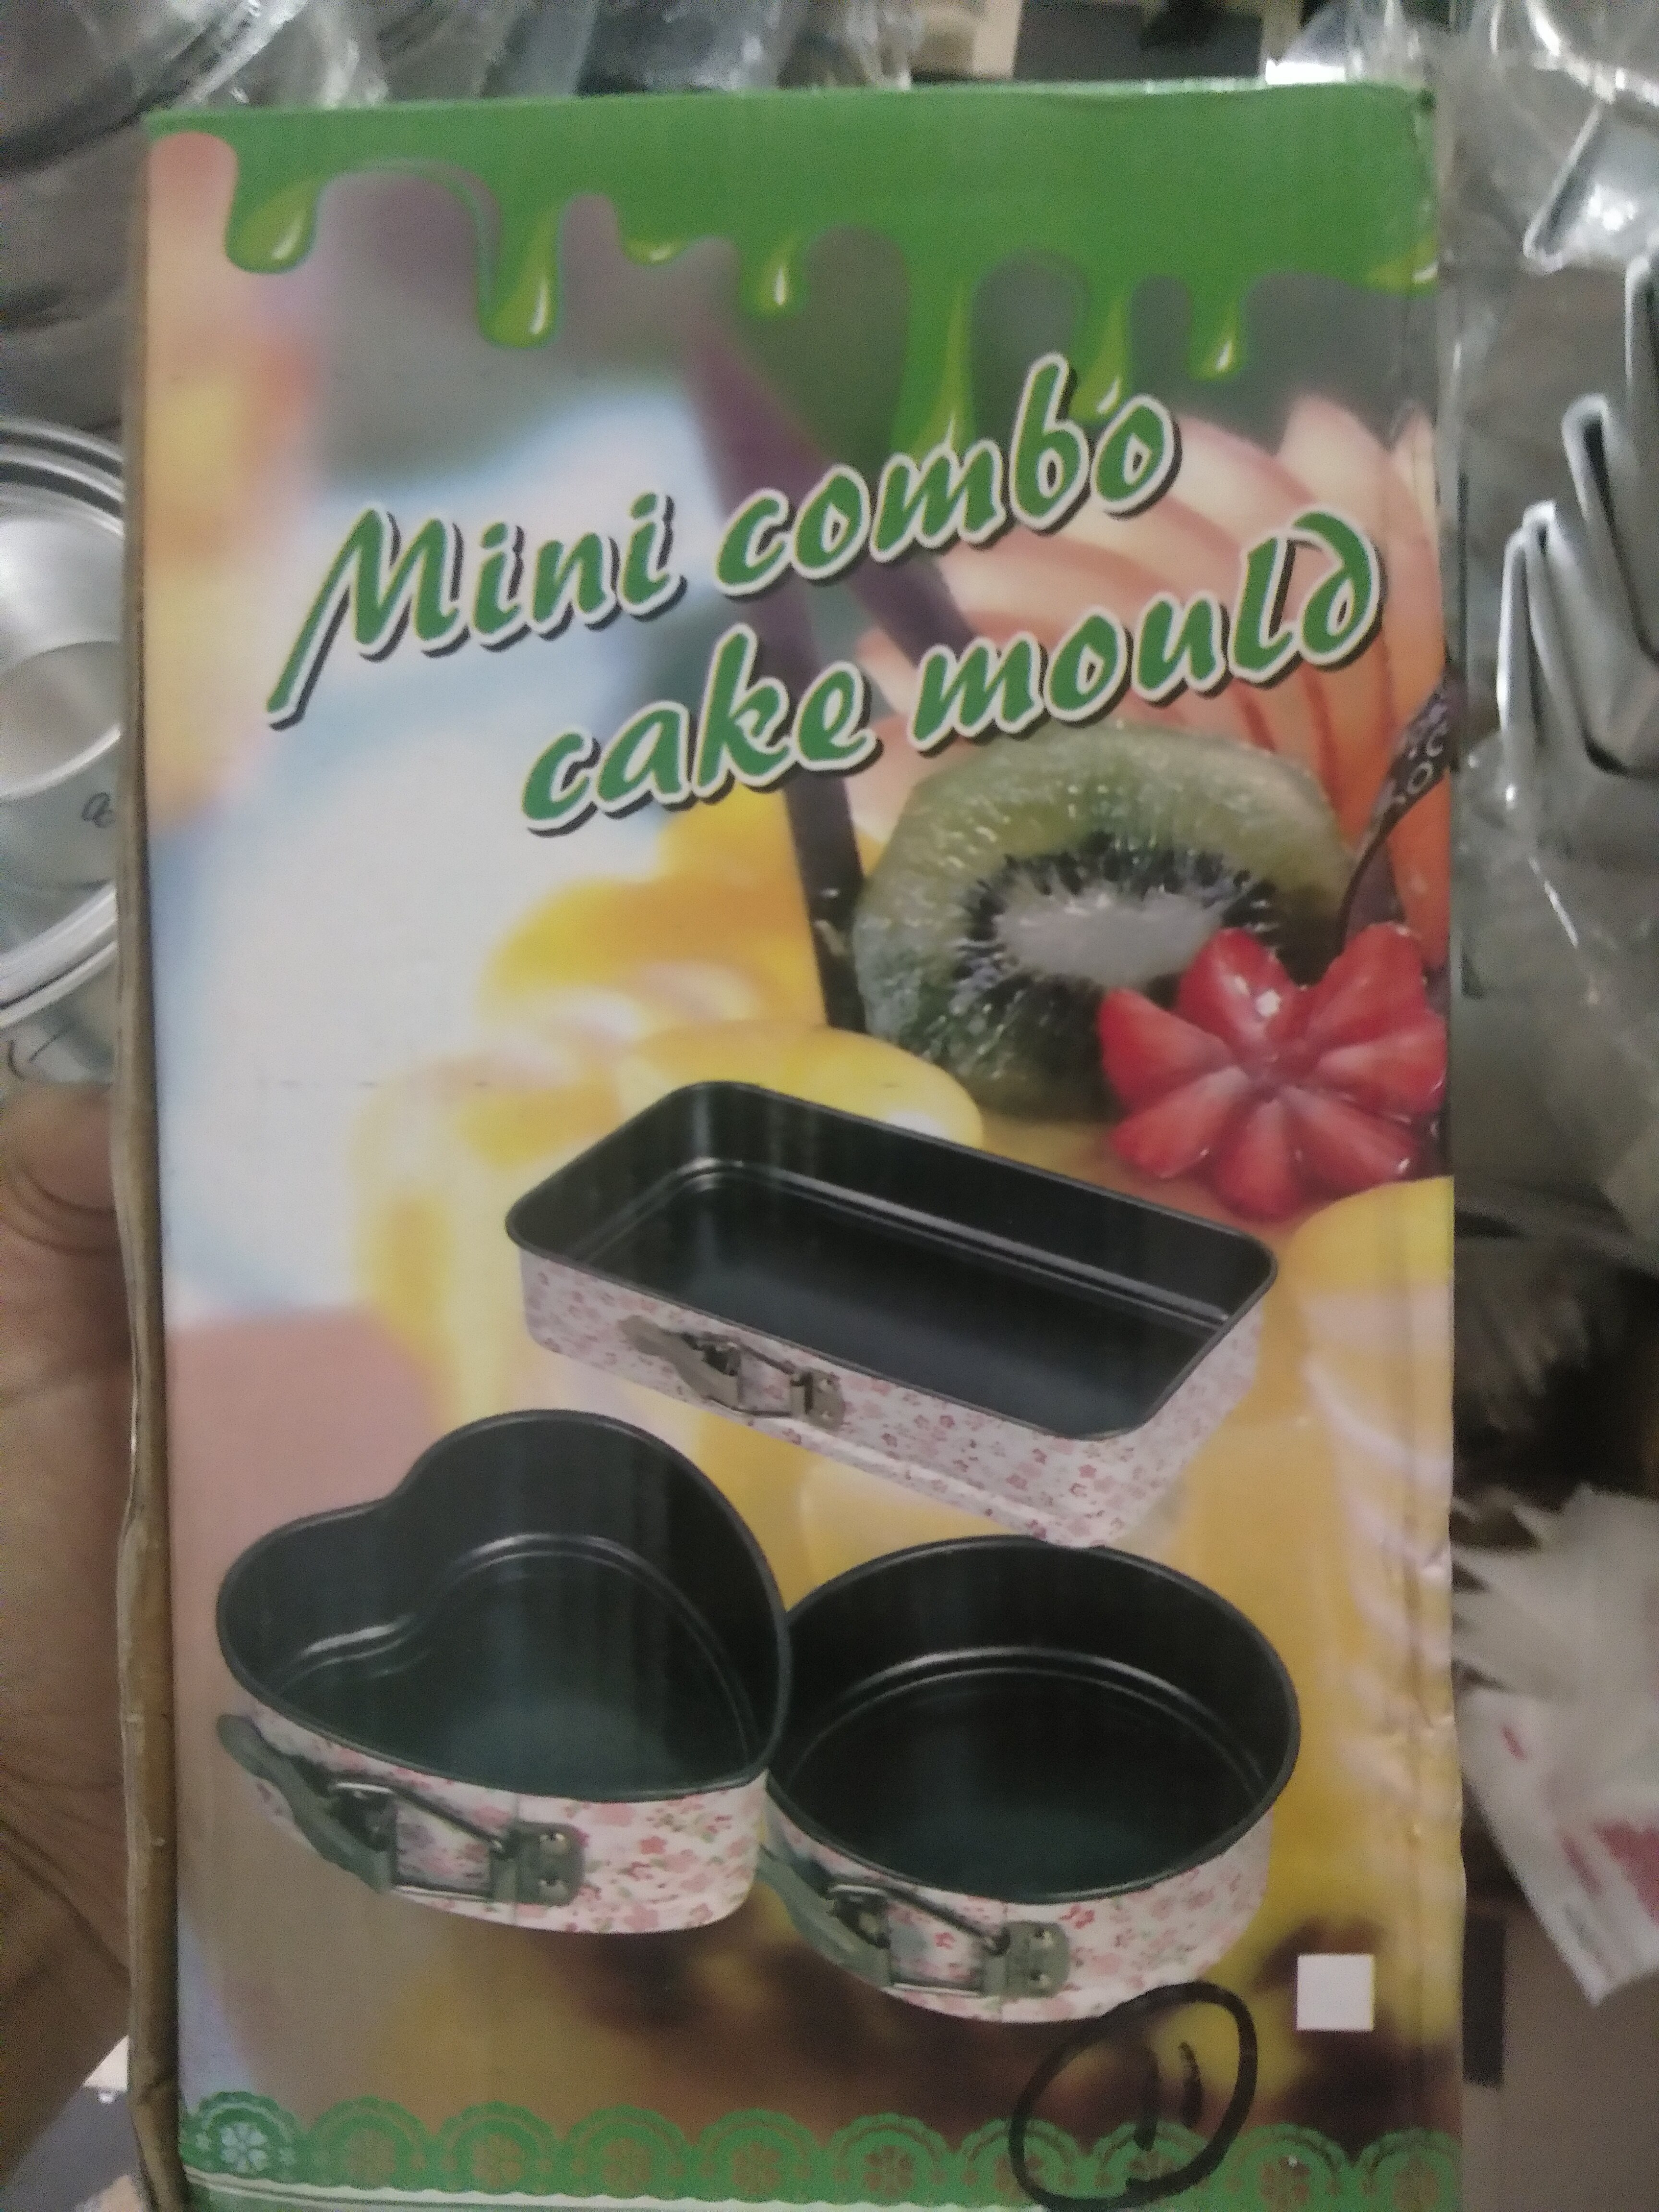 Mini combo
cake mould